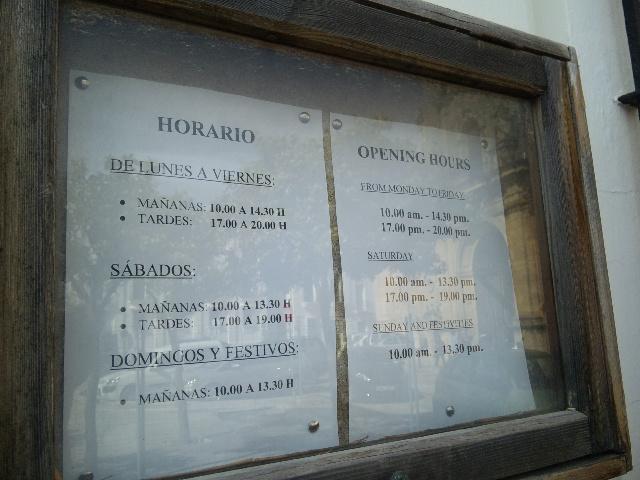 HORARIO
DE LUNES A VIERNES:
• MAÑANAS: 10.00 A 14.30 H
• TARDES: 17.00 A 20.00 H
SÁBADOS:
• MAÑANAS: 10.00 A 13.30 H
• TARDES: 17.00 A 19.00 H
DOMINGOS Y FESTIVOS:
• MAÑANAS: 10.00 A 13.30 H
OPENING HOURS
FROM MONDAY TO FRIDAY
10.00 am. - 14.30 pm.
17.00 pm. - 20.00 pm.
SATURDAY
10.00 am. - 13.30 pm.
17.00 pm. - 19.00 pm.
SUNDAY AND FESTIVITIES
10.00 am. - 13.30 pm.